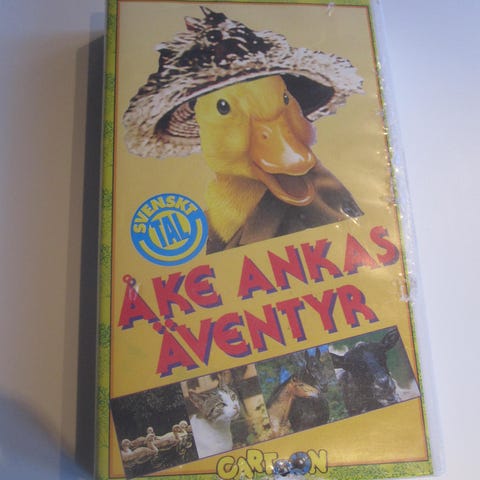 SVENSKT
TAL
ÅKE ANKAS
ÄVENTYR
CARTOON